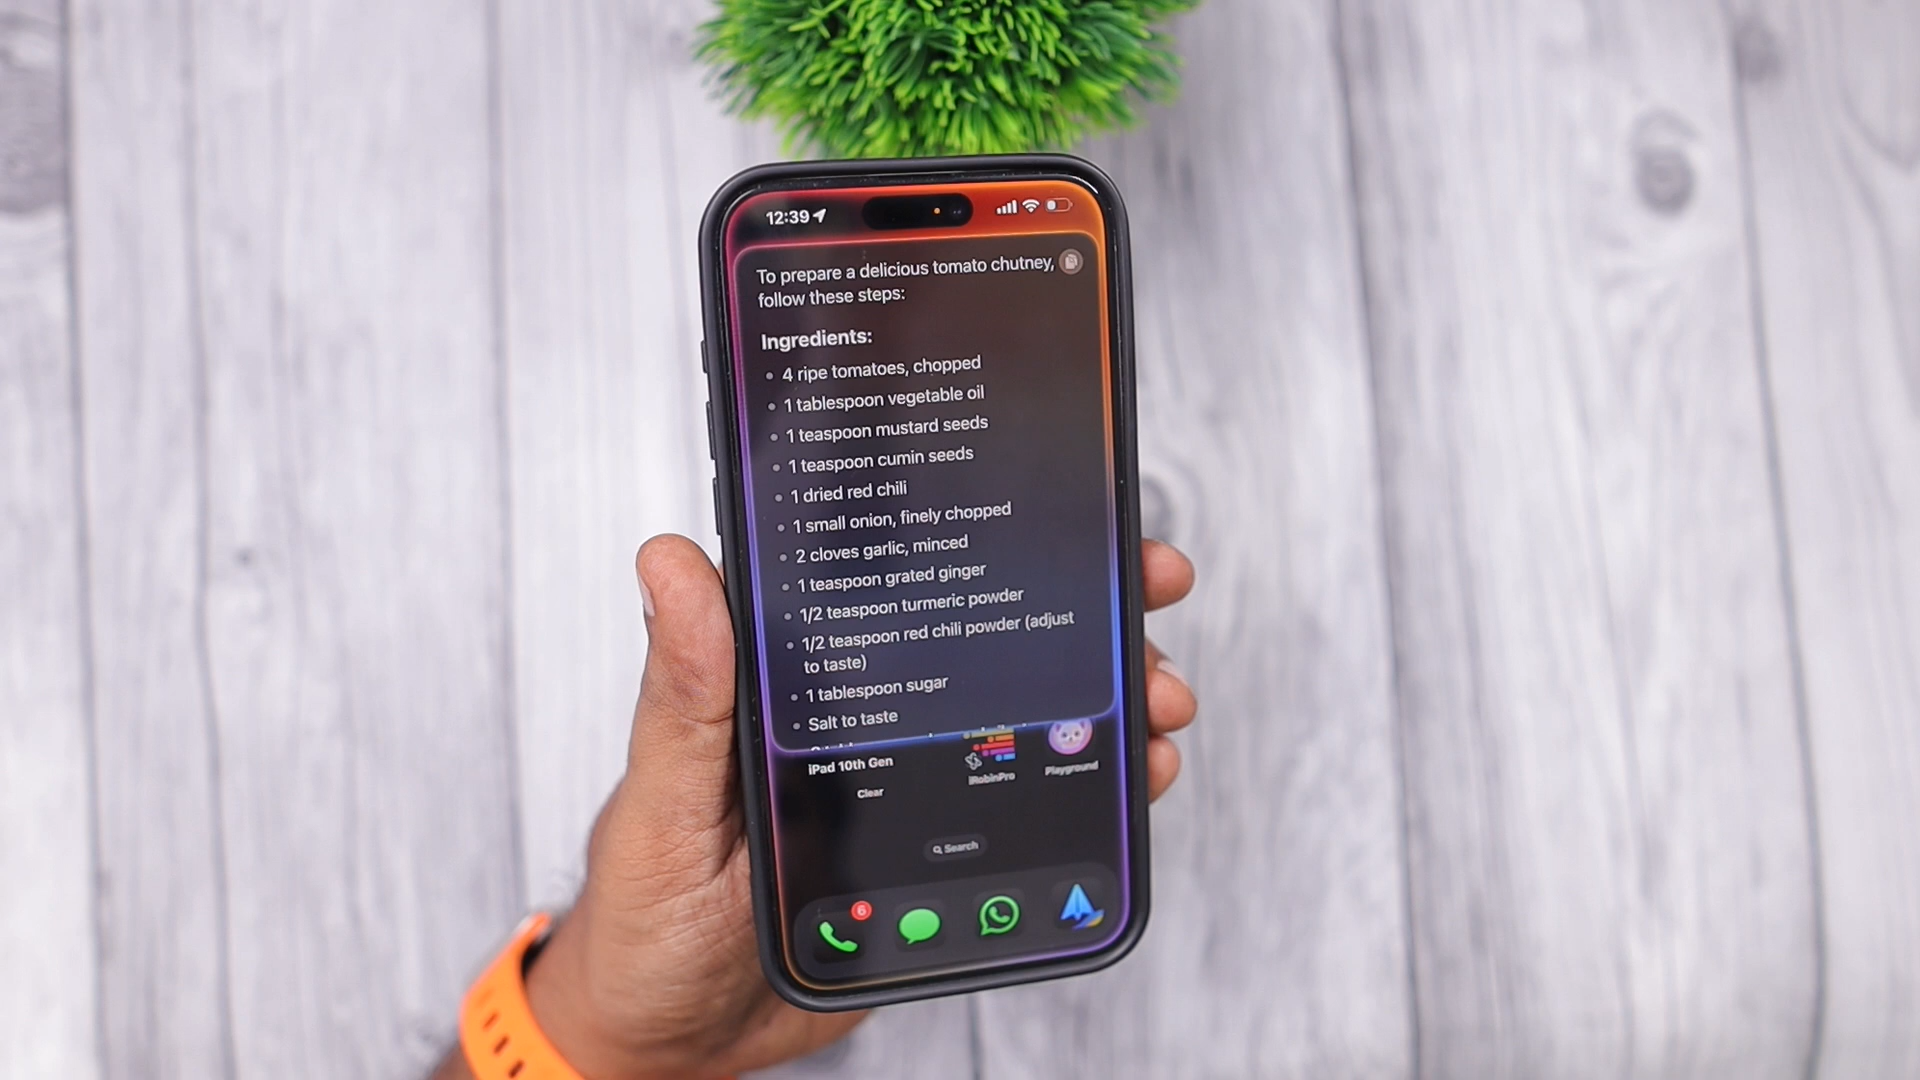 12:39
To prepare a delicious tomato chutney,
follow these steps:
Ingredients:
• 4 ripe tomatoes, chopped
• 1 tablespoon vegetable oil
• 1 teaspoon mustard seeds
• 1 teaspoon cumin seeds
• 1 dried red chili
• 1 small onion, finely chopped
• 2 cloves garlic, minced
• 1 teaspoon grated ginger
• 1/2 teaspoon turmeric powder
• 1/2 teaspoon red chili powder (adjust
to taste)
• 1 tablespoon sugar
• Salt to taste
iPad 10th Gen
Clear
iRobinPro
Playground
Search
6